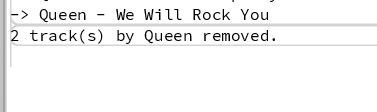 -> Queen - We Will Rock You
2 track(s) by Queen removed.